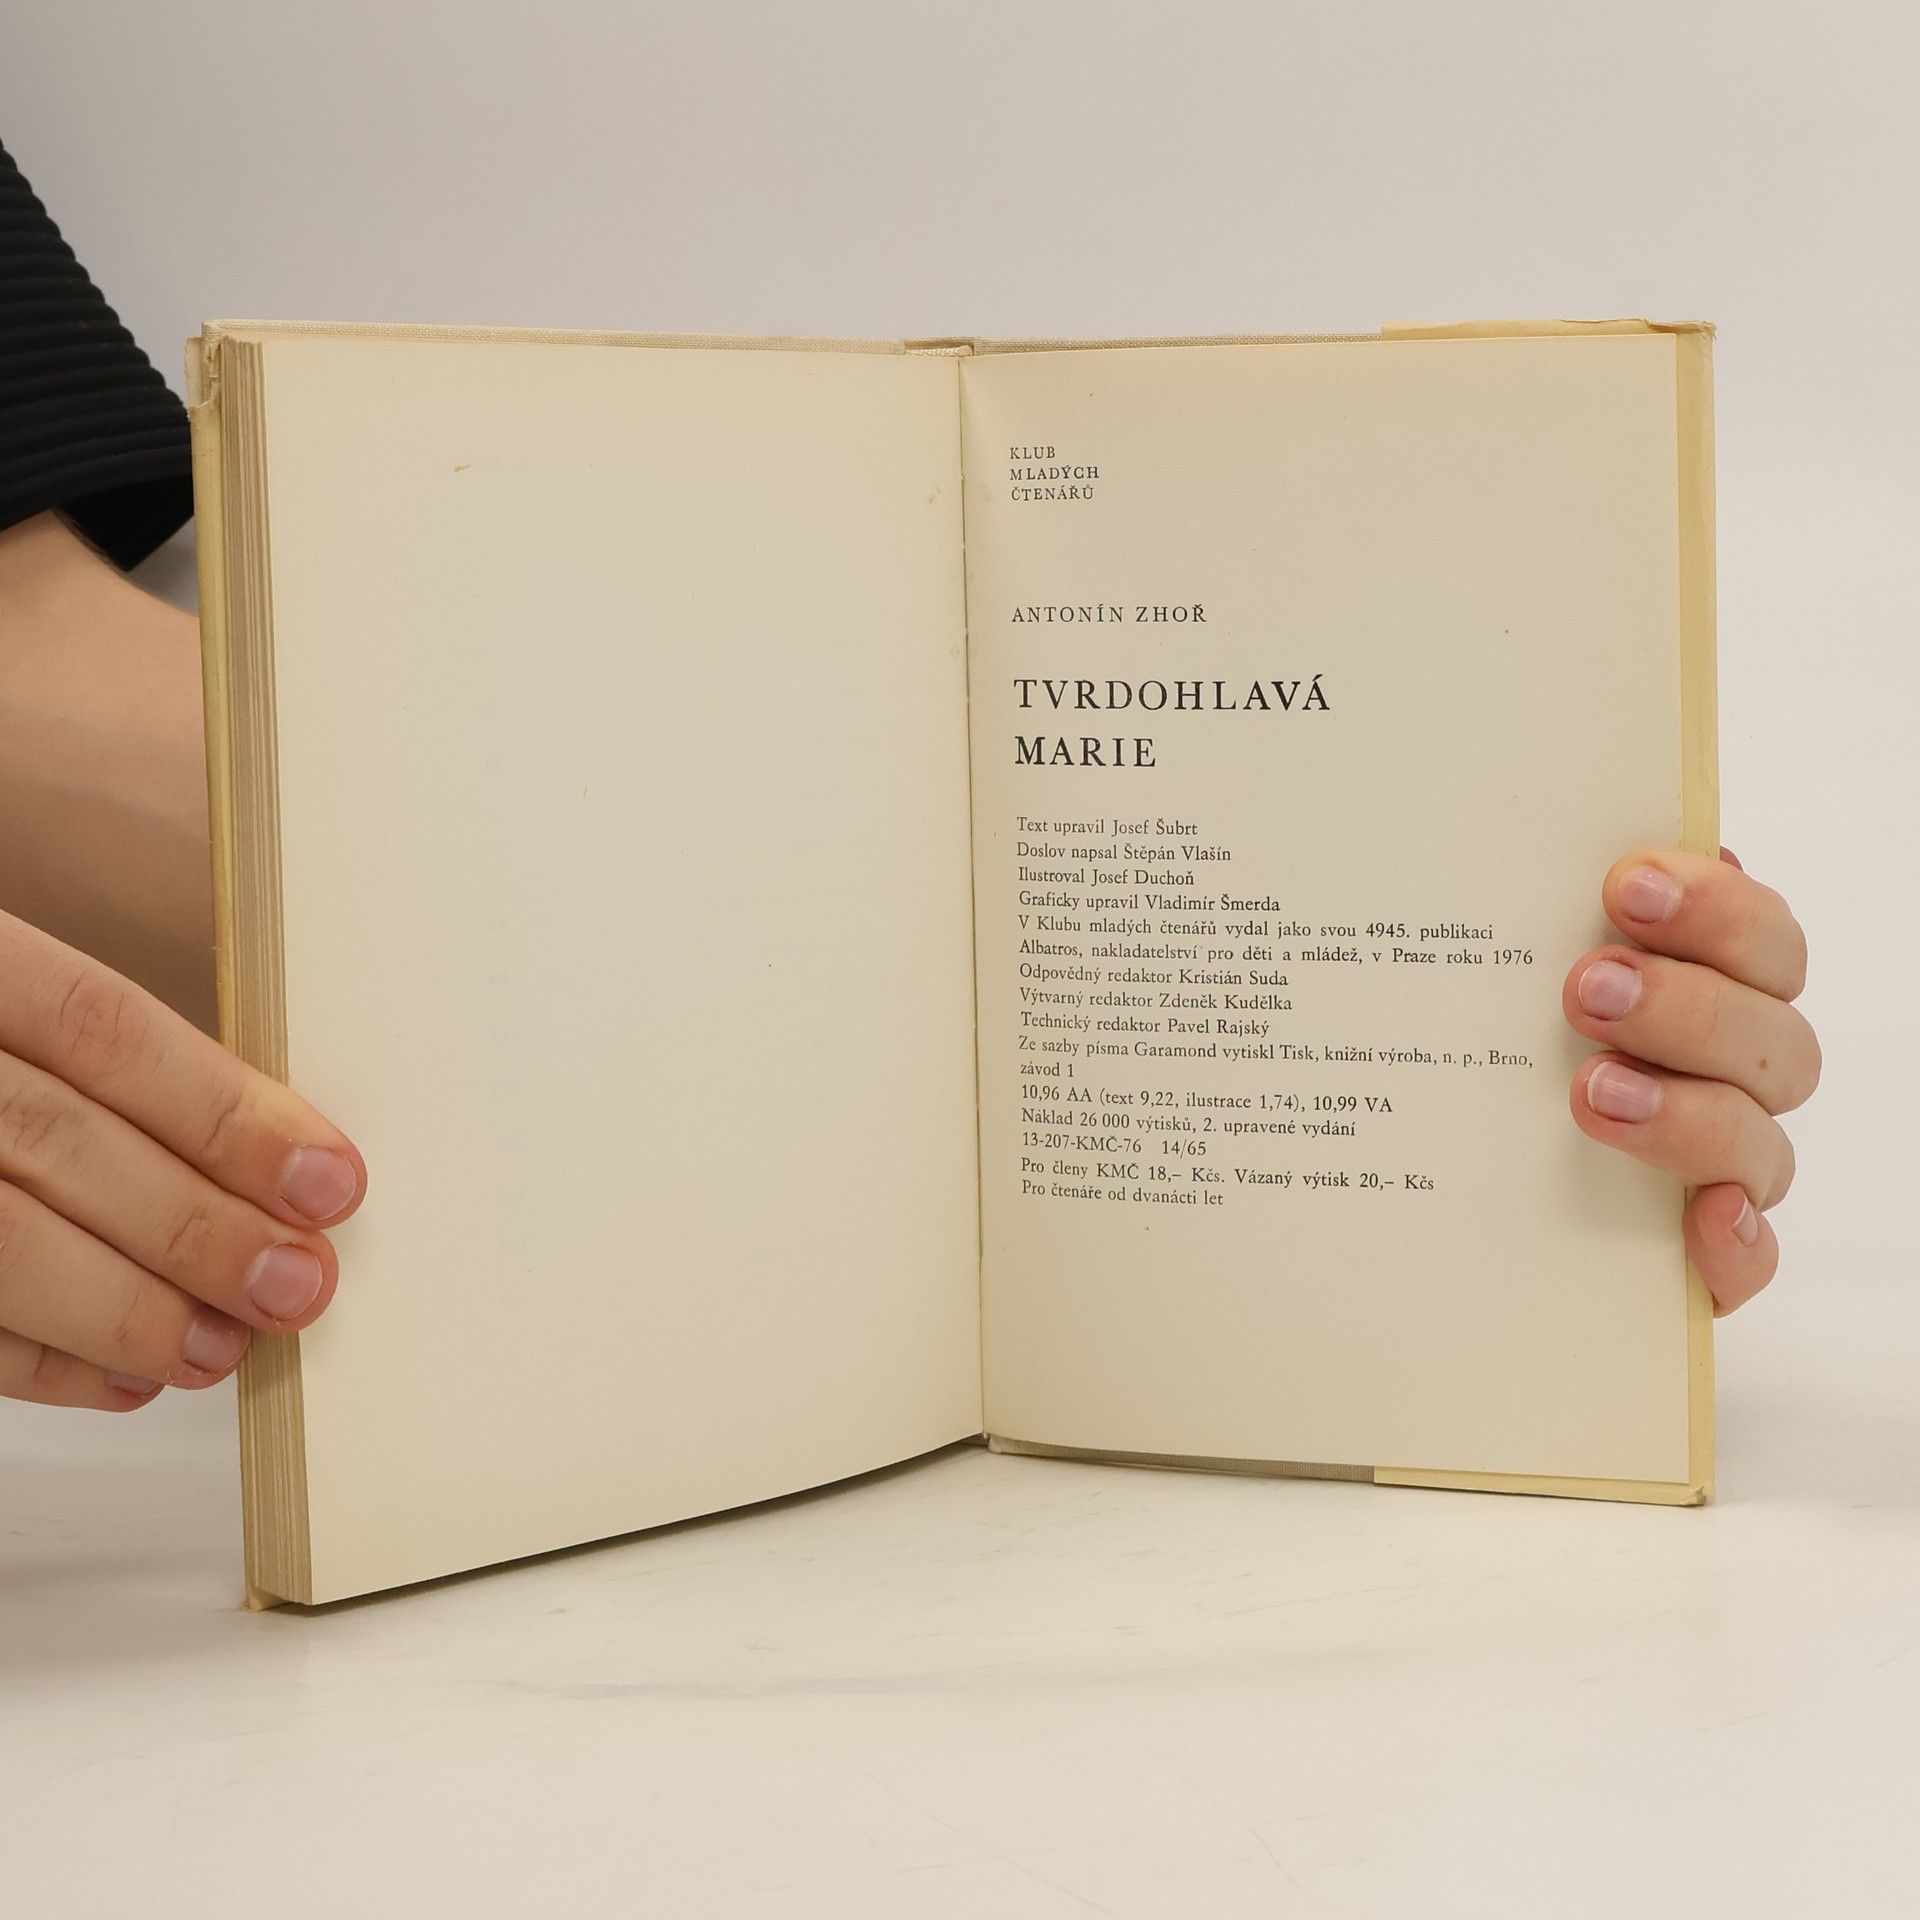 KLUB
MLADÝCH
ČTENÁŘŮ
ANTONÍN ZHOŘ
TVRDOHLAVÁ
MARIE
Text upravil Josef Šubrt
Doslov napsal Štěpán Vlašín
Ilustroval Josef Duchoň
Graficky upravil Vladimír Šmerda
V Klubu mladých čtenářů vydal jako svou 4945. publikaci
Albatros, nakladatelství pro děti a mládež, v Praze roku 1976
Odpovědný redaktor Kristián Suda
Výtvarný redaktor Zdeněk Kudělka
Technický redaktor Pavel Rajský
Ze sazby písma Garamond vytiskl Tisk, knižní výroba, n. p., Brno,
závod 1
10,96 AA (text 9,22, ilustrace 1,74), 10,99 VA
Náklad 26 000 výtisků, 2. upravené vydání
13-207-KMČ-76 14/65
Pro členy KMČ 18,– Kčs. Vázaný výtisk 20,– Kčs
Pro čtenáře od dvanácti let